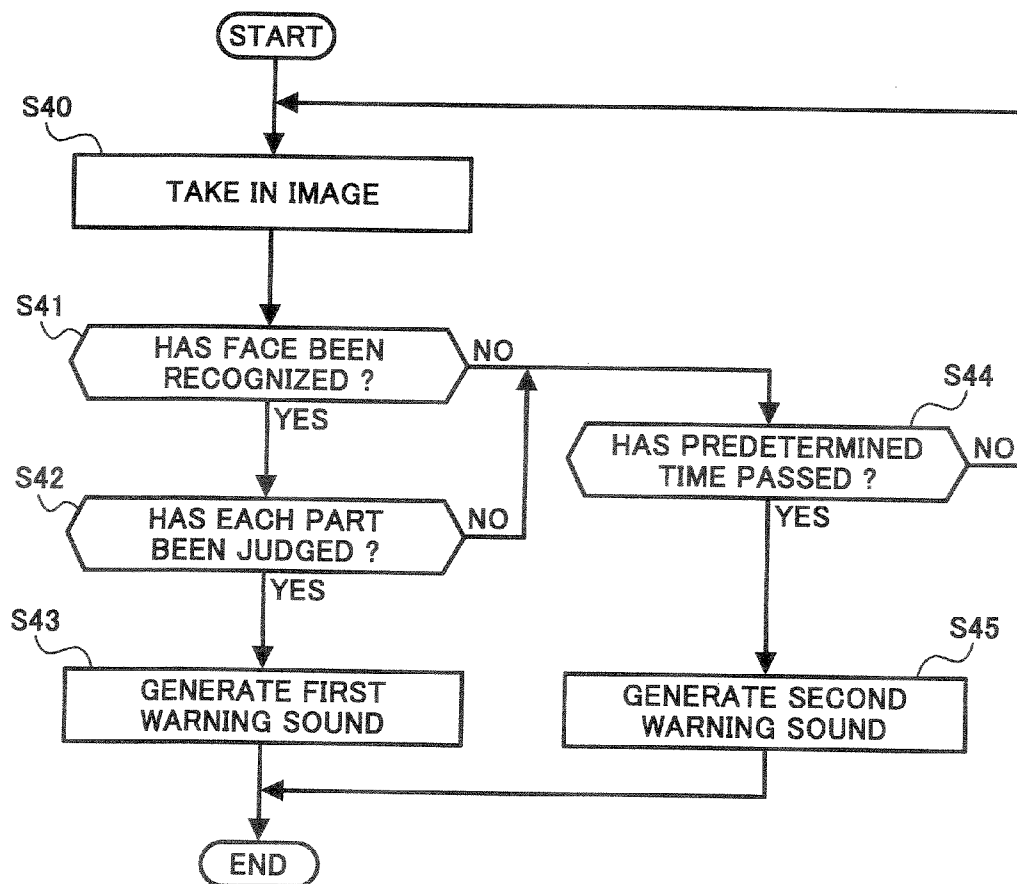 START
S40
TAKE IN IMAGE
S41
HAS FACE BEEN
RECOGNIZED ?
NO
YES
S44
HAS PREDETERMINED
TIME PASSED ?
NO
YES
S42
HAS EACH PART
BEEN JUDGED ?
NO
YES
S43
GENERATE FIRST
WARNING SOUND
S45
GENERATE SECOND
WARNING SOUND
END